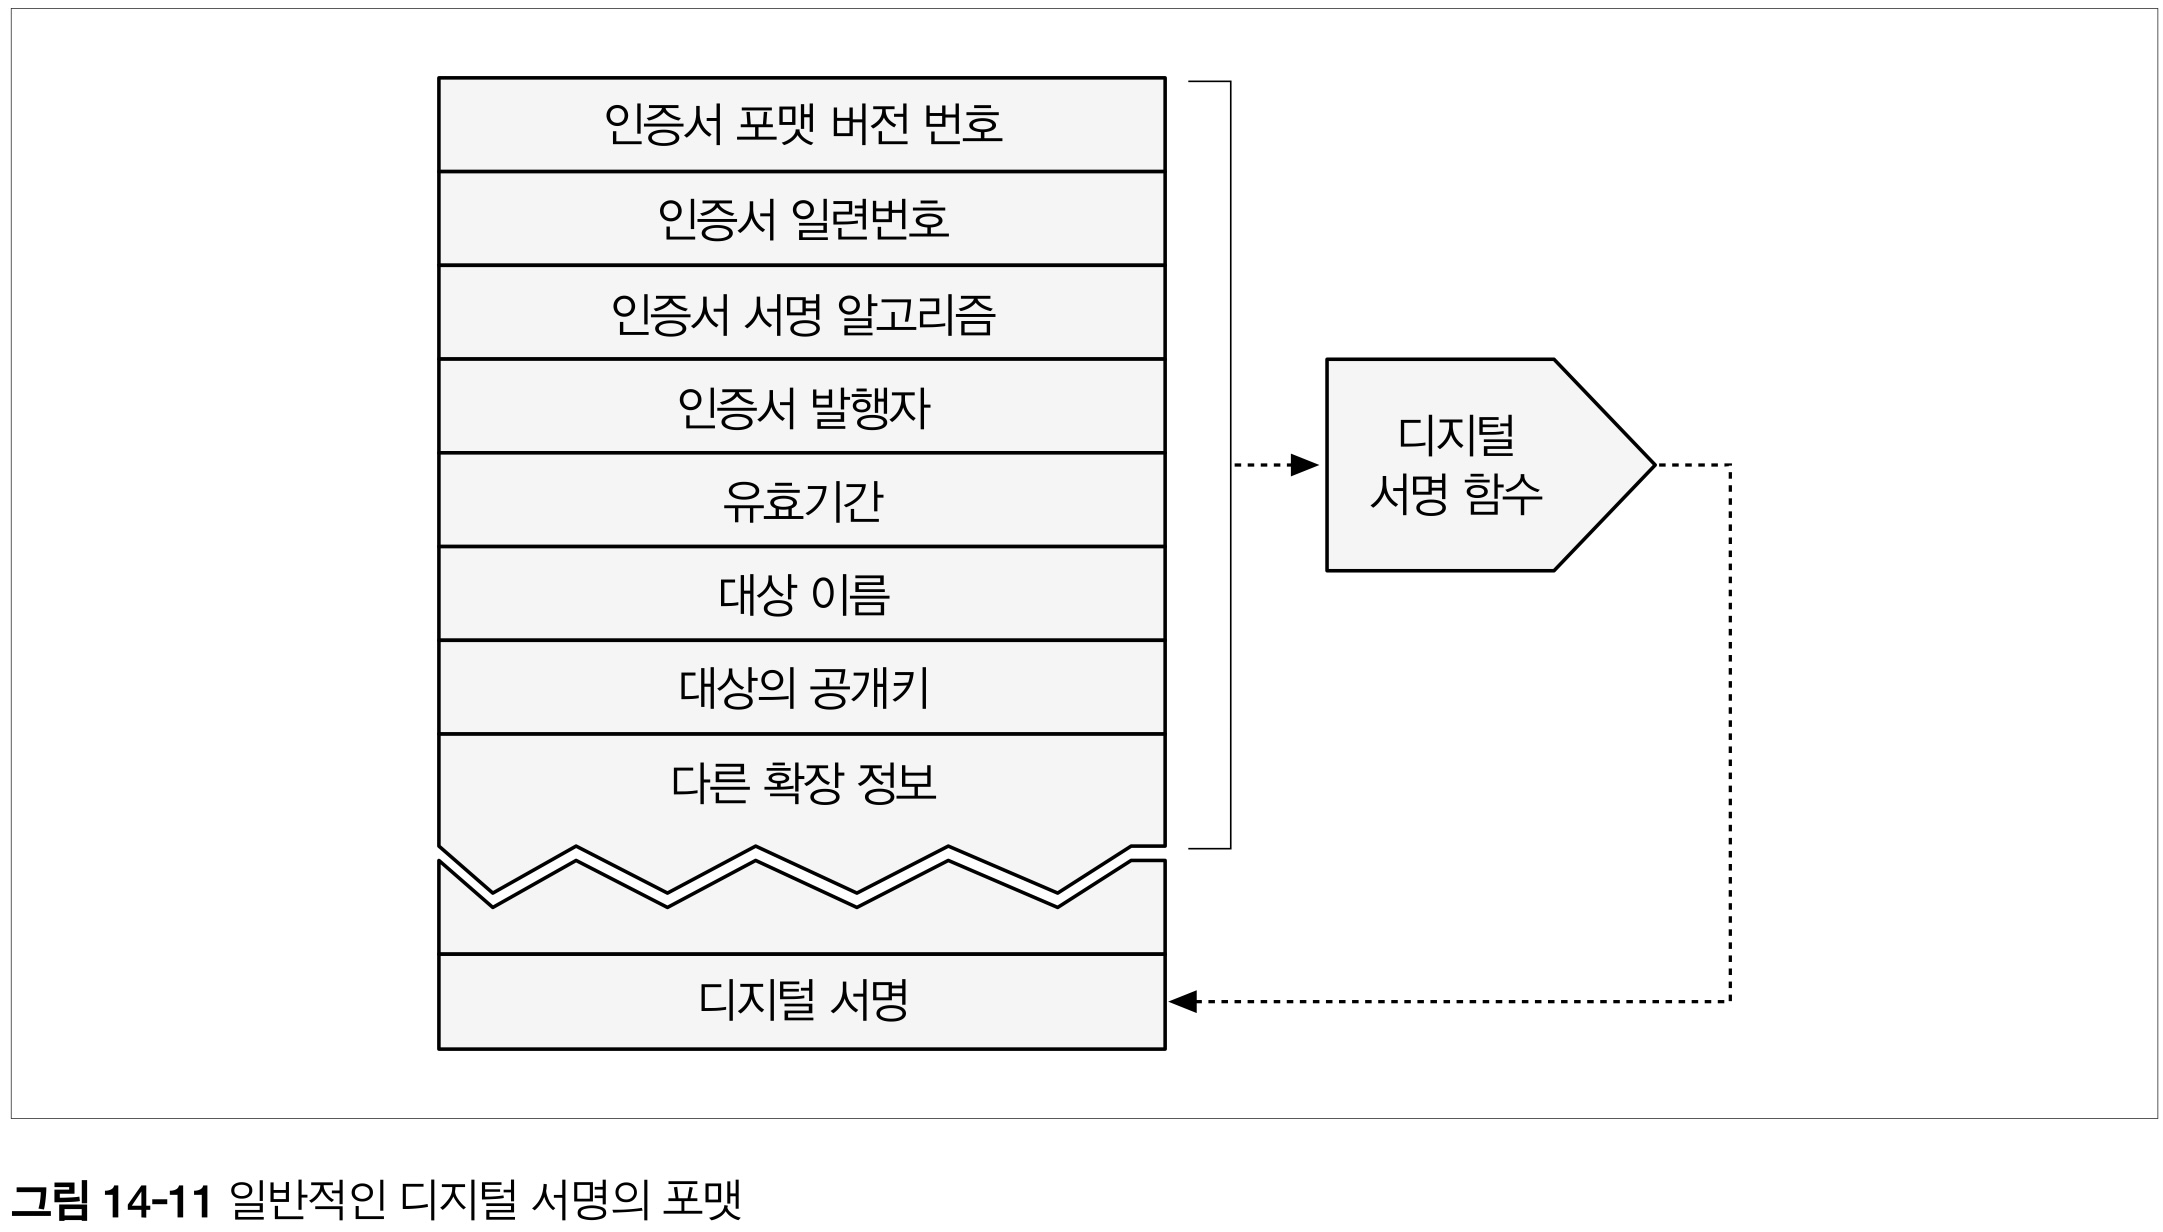 인증서 포맷 버전 번호
인증서 일련번호
인증서 서명 알고리즘
인증서 발행자
유효기간
대상 이름
대상의 공개키
다른 확장 정보
디지털 서명
디지털
서명 함수
그림 14-11 일반적인 디지털 서명의 포맷